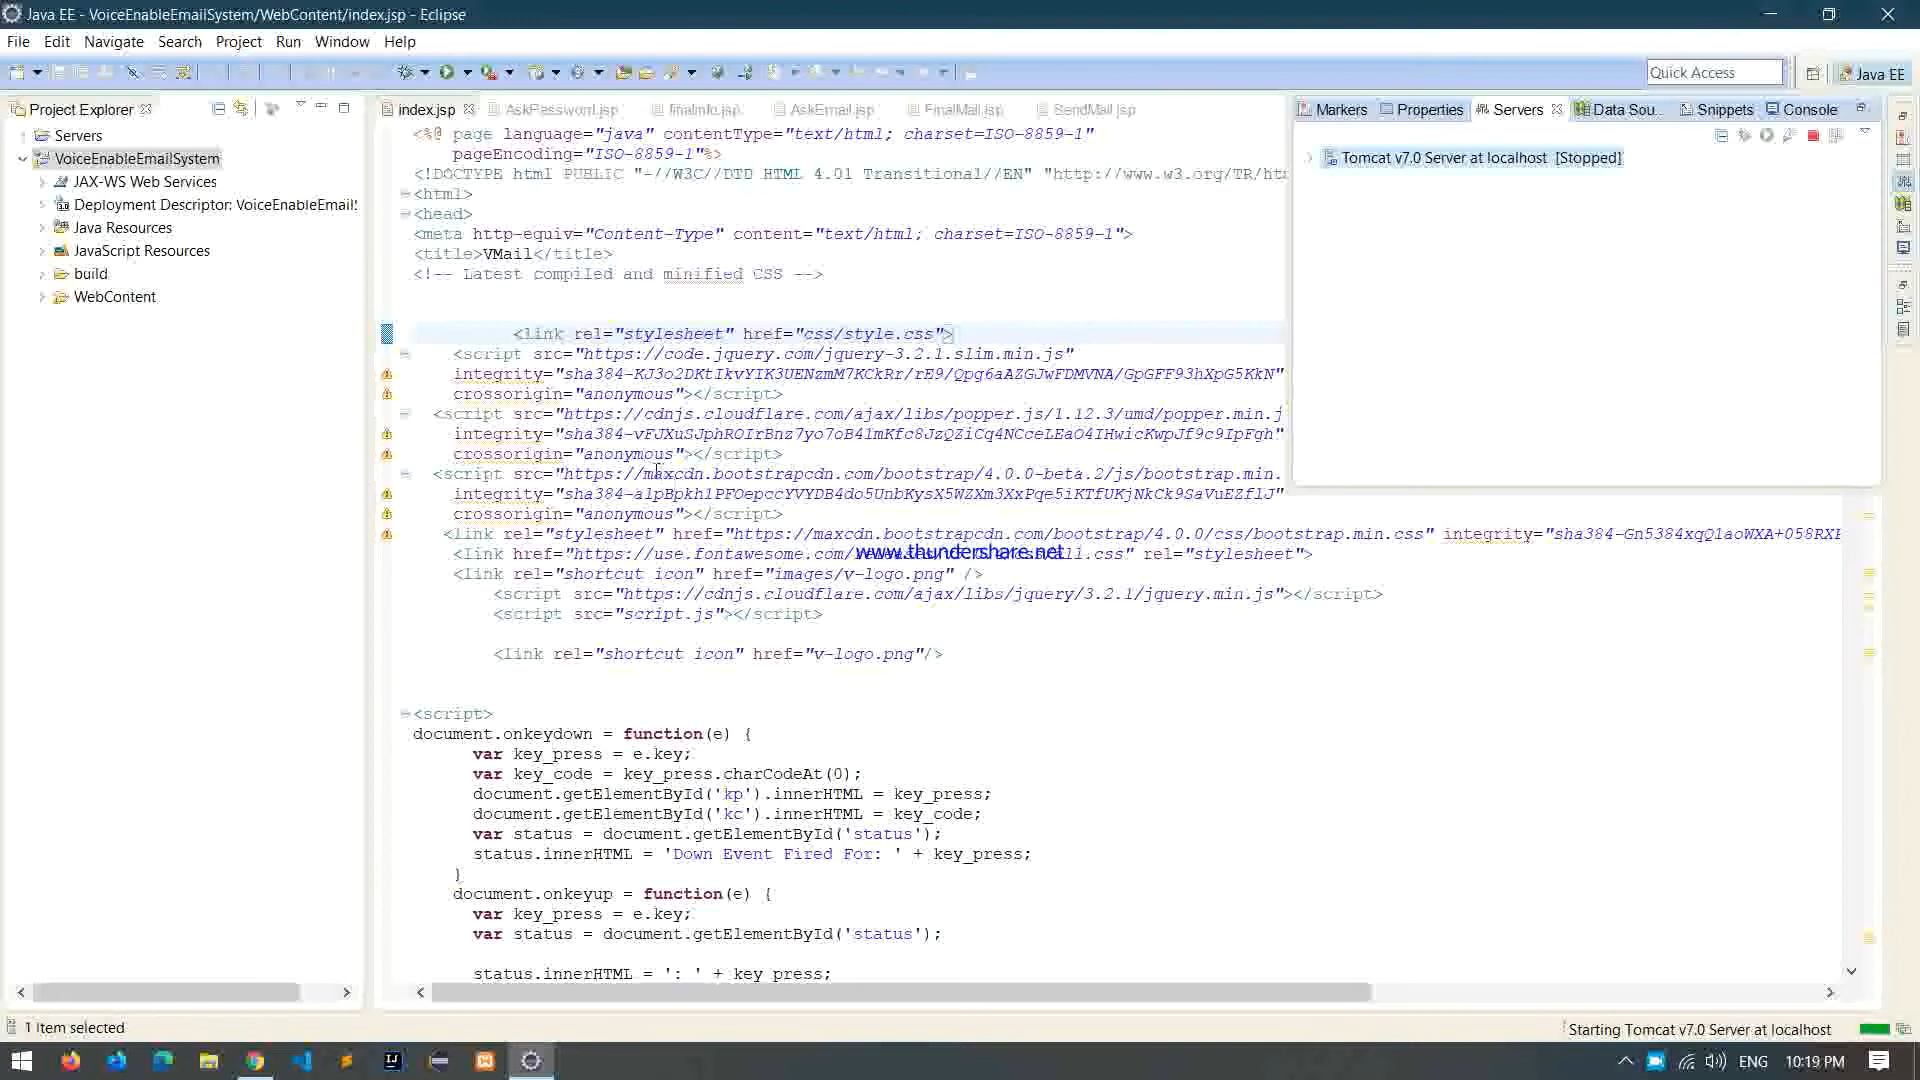 Java EE - VoiceEnableEmailSystem/WebContent/index.jsp - Eclipse
File Edit Navigate Search Project Run Window Help
Quick Access
Java EE
Project Explorer
Servers
VoiceEnableEmailSystem
JAX-WS Web Services
Deployment Descriptor: VoiceEnableEmailS
Java Resources
JavaScript Resources
build
WebContent
index.jsp AskPassword.jsp finalmfo.jsp AskEmail.jsp FinalMail.jsp SendMail.jsp
<%@ page language="java" contentType="text/html; charset=ISO-8859-1"
pageEncoding="ISO-8859-1"%>
<!DOCTYPE html PUBLIC "-//W3C//DTD HTML 4.01 Transitional//EN" "http://www.w3.org/TR/htm
<html>
<head>
<meta http-equiv="Content-Type" content="text/html; charset=ISO-8859-1">
<title>VMail</title>
<!-- Latest compiled and minified CSS -->
<link rel="stylesheet" href="css/style.css">
<script src="https://code.jquery.com/jquery-3.2.1.slim.min.js"
integrity="sha384-KJ3o2DKtIkvYIK3UENzmM7KCkRr/rE9/Qpg6aAZGJwFDMVNA/GpGFF93hXpG5KkN"
crossorigin="anonymous"></script>
<script src="https://cdnjs.cloudflare.com/ajax/libs/popper.js/1.12.3/umd/popper.min.j
integrity="sha384-vFJXuSJphROIrBnz7yo7oB41mKfc8JzQZiCq4NCceLEaO4IHwicKwpJf9c9IpFgh"
crossorigin="anonymous"></script>
<script src="https://maxcdn.bootstrapcdn.com/bootstrap/4.0.0-beta.2/js/bootstrap.min.
integrity="sha384-alpBpkh1PFOepccYVYDB4do5UnbKysX5WZXm3XxPqe5iKTfUKjNkCk9SaVuEZflJ"
crossorigin="anonymous"></script>
<link rel="stylesheet" href="https://maxcdn.bootstrapcdn.com/bootstrap/4.0.0/css/bootstrap.min.css" integrity="sha384-Gn5384xqQ1aoWXA+058RXP
<link href="https://use.fontawesome.com/ .css" rel="stylesheet">
www.thundershare.net
<link rel="shortcut icon" href="images/v-logo.png" />
<script src="https://cdnjs.cloudflare.com/ajax/libs/jquery/3.2.1/jquery.min.js"></script>
<script src="script.js"></script>
<link rel="shortcut icon" href="v-logo.png"/>
<script>
document.onkeydown = function(e) {
var key_press = e.key;
var key_code = key_press.charCodeAt(0);
document.getElementById('kp').innerHTML = key_press;
document.getElementById('kc').innerHTML = key_code;
var status = document.getElementById('status');
status.innerHTML = 'Down Event Fired For: ' + key_press;
}
document.onkeyup = function(e) {
var key_press = e.key;
var status = document.getElementById('status');
status.innerHTML = ': ' + key_press;
Markers Properties Servers Data Sou.. Snippets Console
Tomcat v7.0 Server at localhost [Stopped]
1 Item selected
Starting Tomcat v7.0 Server at localhost
ENG 10:19 PM